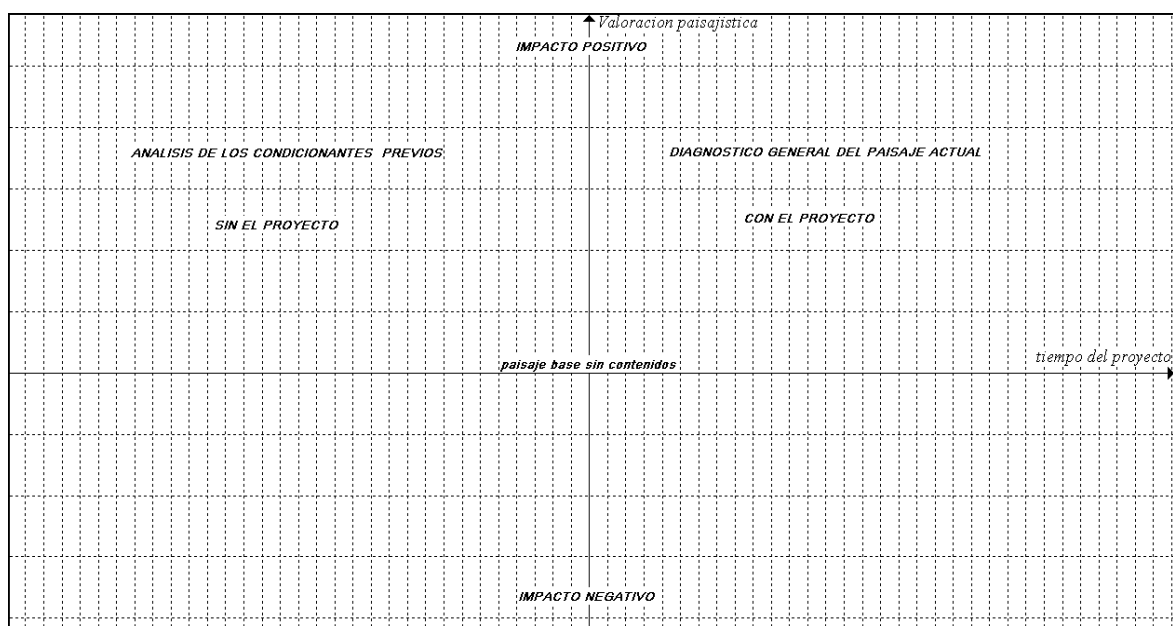 Valoracion paisajística
IMPACTO POSITIVO
ANALISIS DE LOS CONDICIONANTES PREVIOS
DIAGNOSTICO GENERAL DEL PAISAJE ACTUAL
SIN EL PROYECTO
CON EL PROYECTO
paisaje base sin contenidos
tiempo del proyecto
IMPACTO NEGATIVO